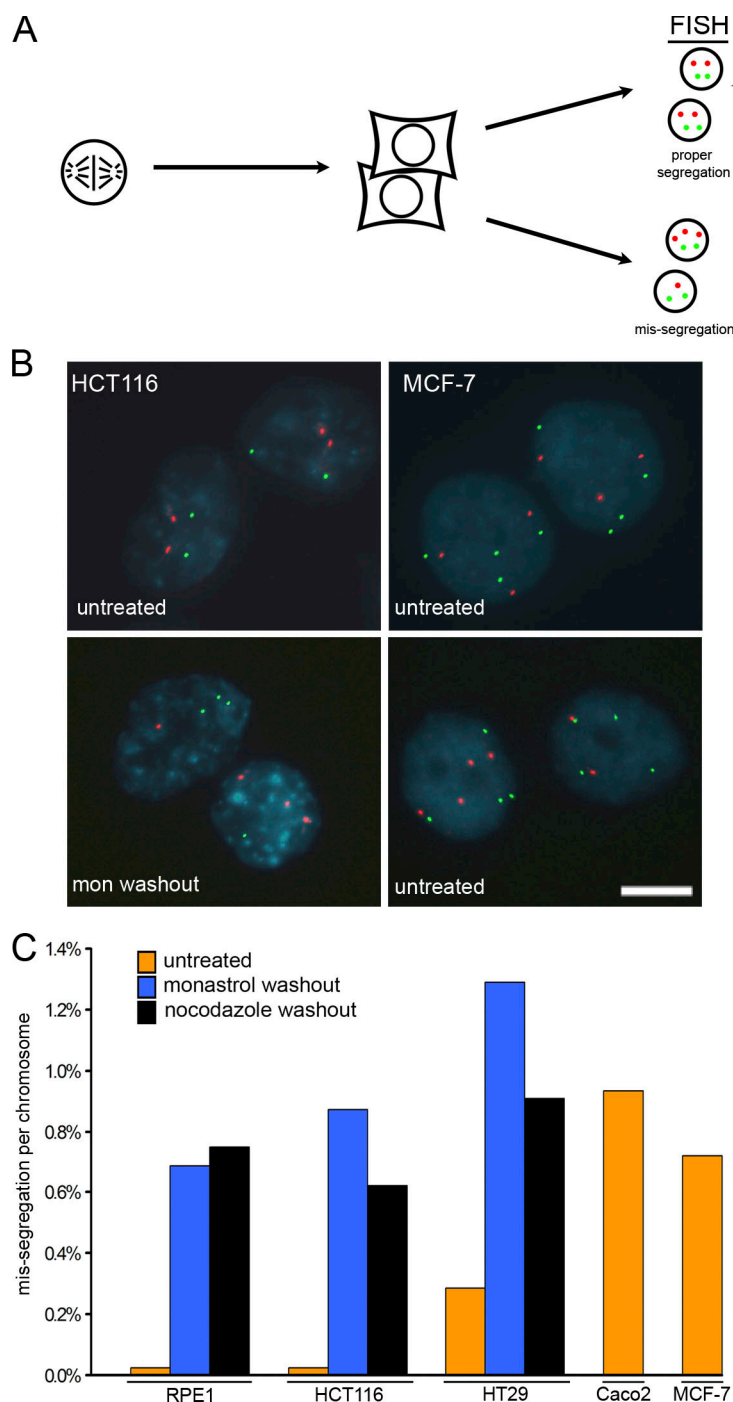 A
FISH
proper
segregation
mis-segregation
B
HCT116
MCF-7
untreated
untreated
mon washout
untreated
C
mis-segregation per chromosome
1.4%
1.2%
1.0%
0.8%
0.6%
0.4%
0.2%
0.0%
untreated
monastrol washout
nocodazole washout
RPE1
HCT116
HT29
Caco2
MCF-7